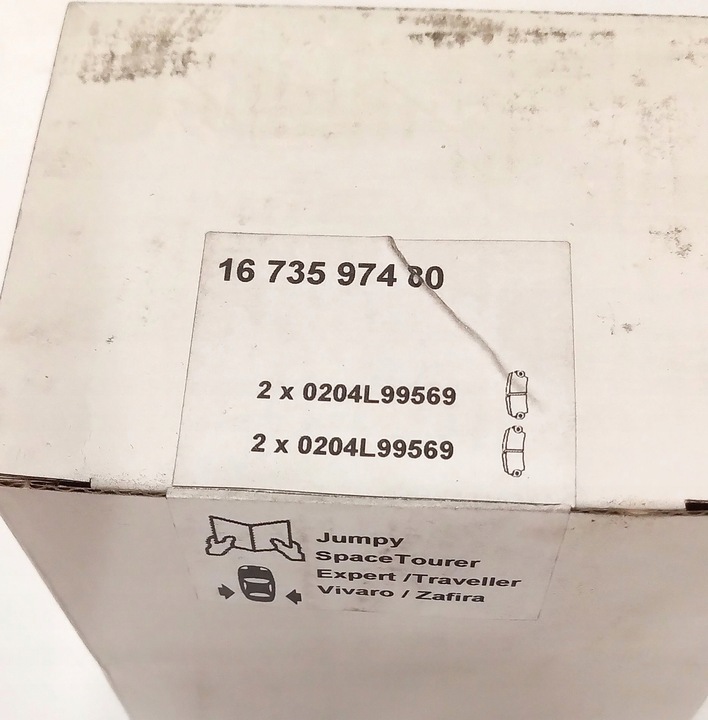 16 735 974 80
2 x 0204L99569
2 x 0204L99569
Jumpy
SpaceTourer
Expert /Traveller
Vivaro / Zafira